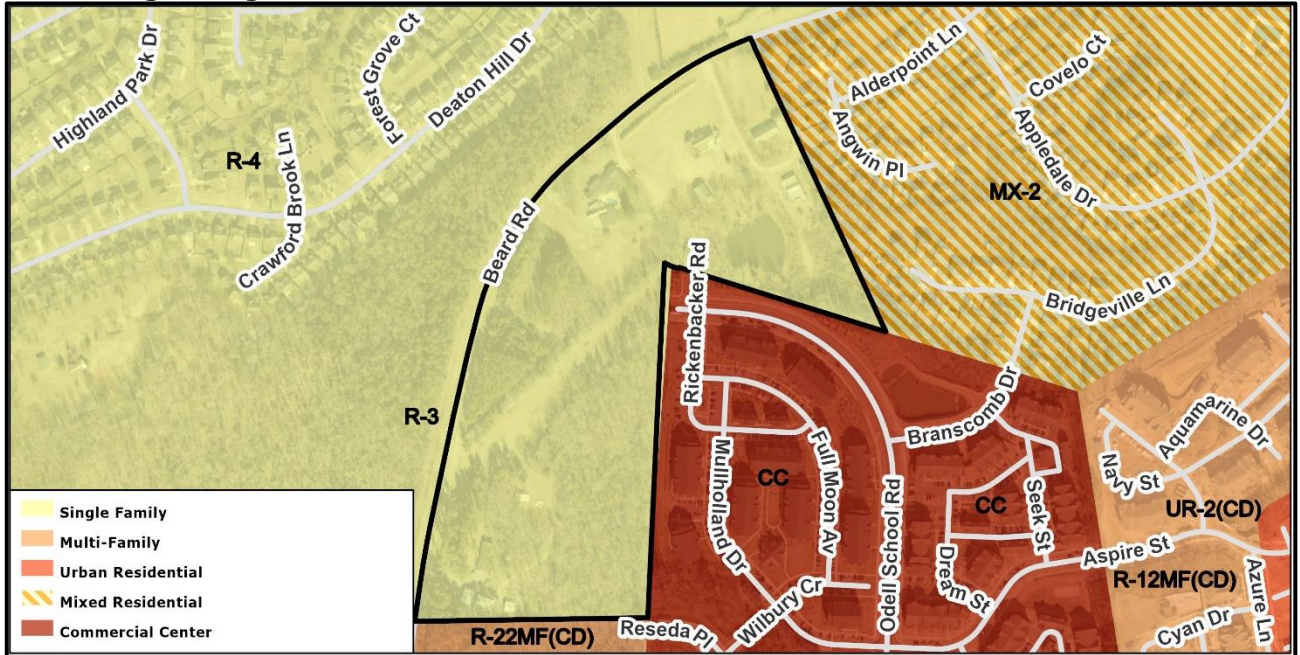 Highland Park Dr
Forest Grove Ct
Deaton Hill Dr
R-4
Crawford Brook Ln
Beard Rd
R-3
Alderpoint Ln
Covelo Ct
Angwin Pl
Appledale Dr
MX-2
Bridgeville Ln
Rickenbacker Rd
Branscomb Dr
Mullholland Dr
Full Moon Av
CC
Odell School Rd
CC
Seek St
Dream St
Aquamarine Dr
Navy St
UR-2(CD)
Aspire St
R-12MF(CD)
Azure Ln
Cyan Dr
Wilbury Cr
Reseda Pl
R-22MF(CD)
Single Family
Multi-Family
Urban Residential
Mixed Residential
Commercial Center